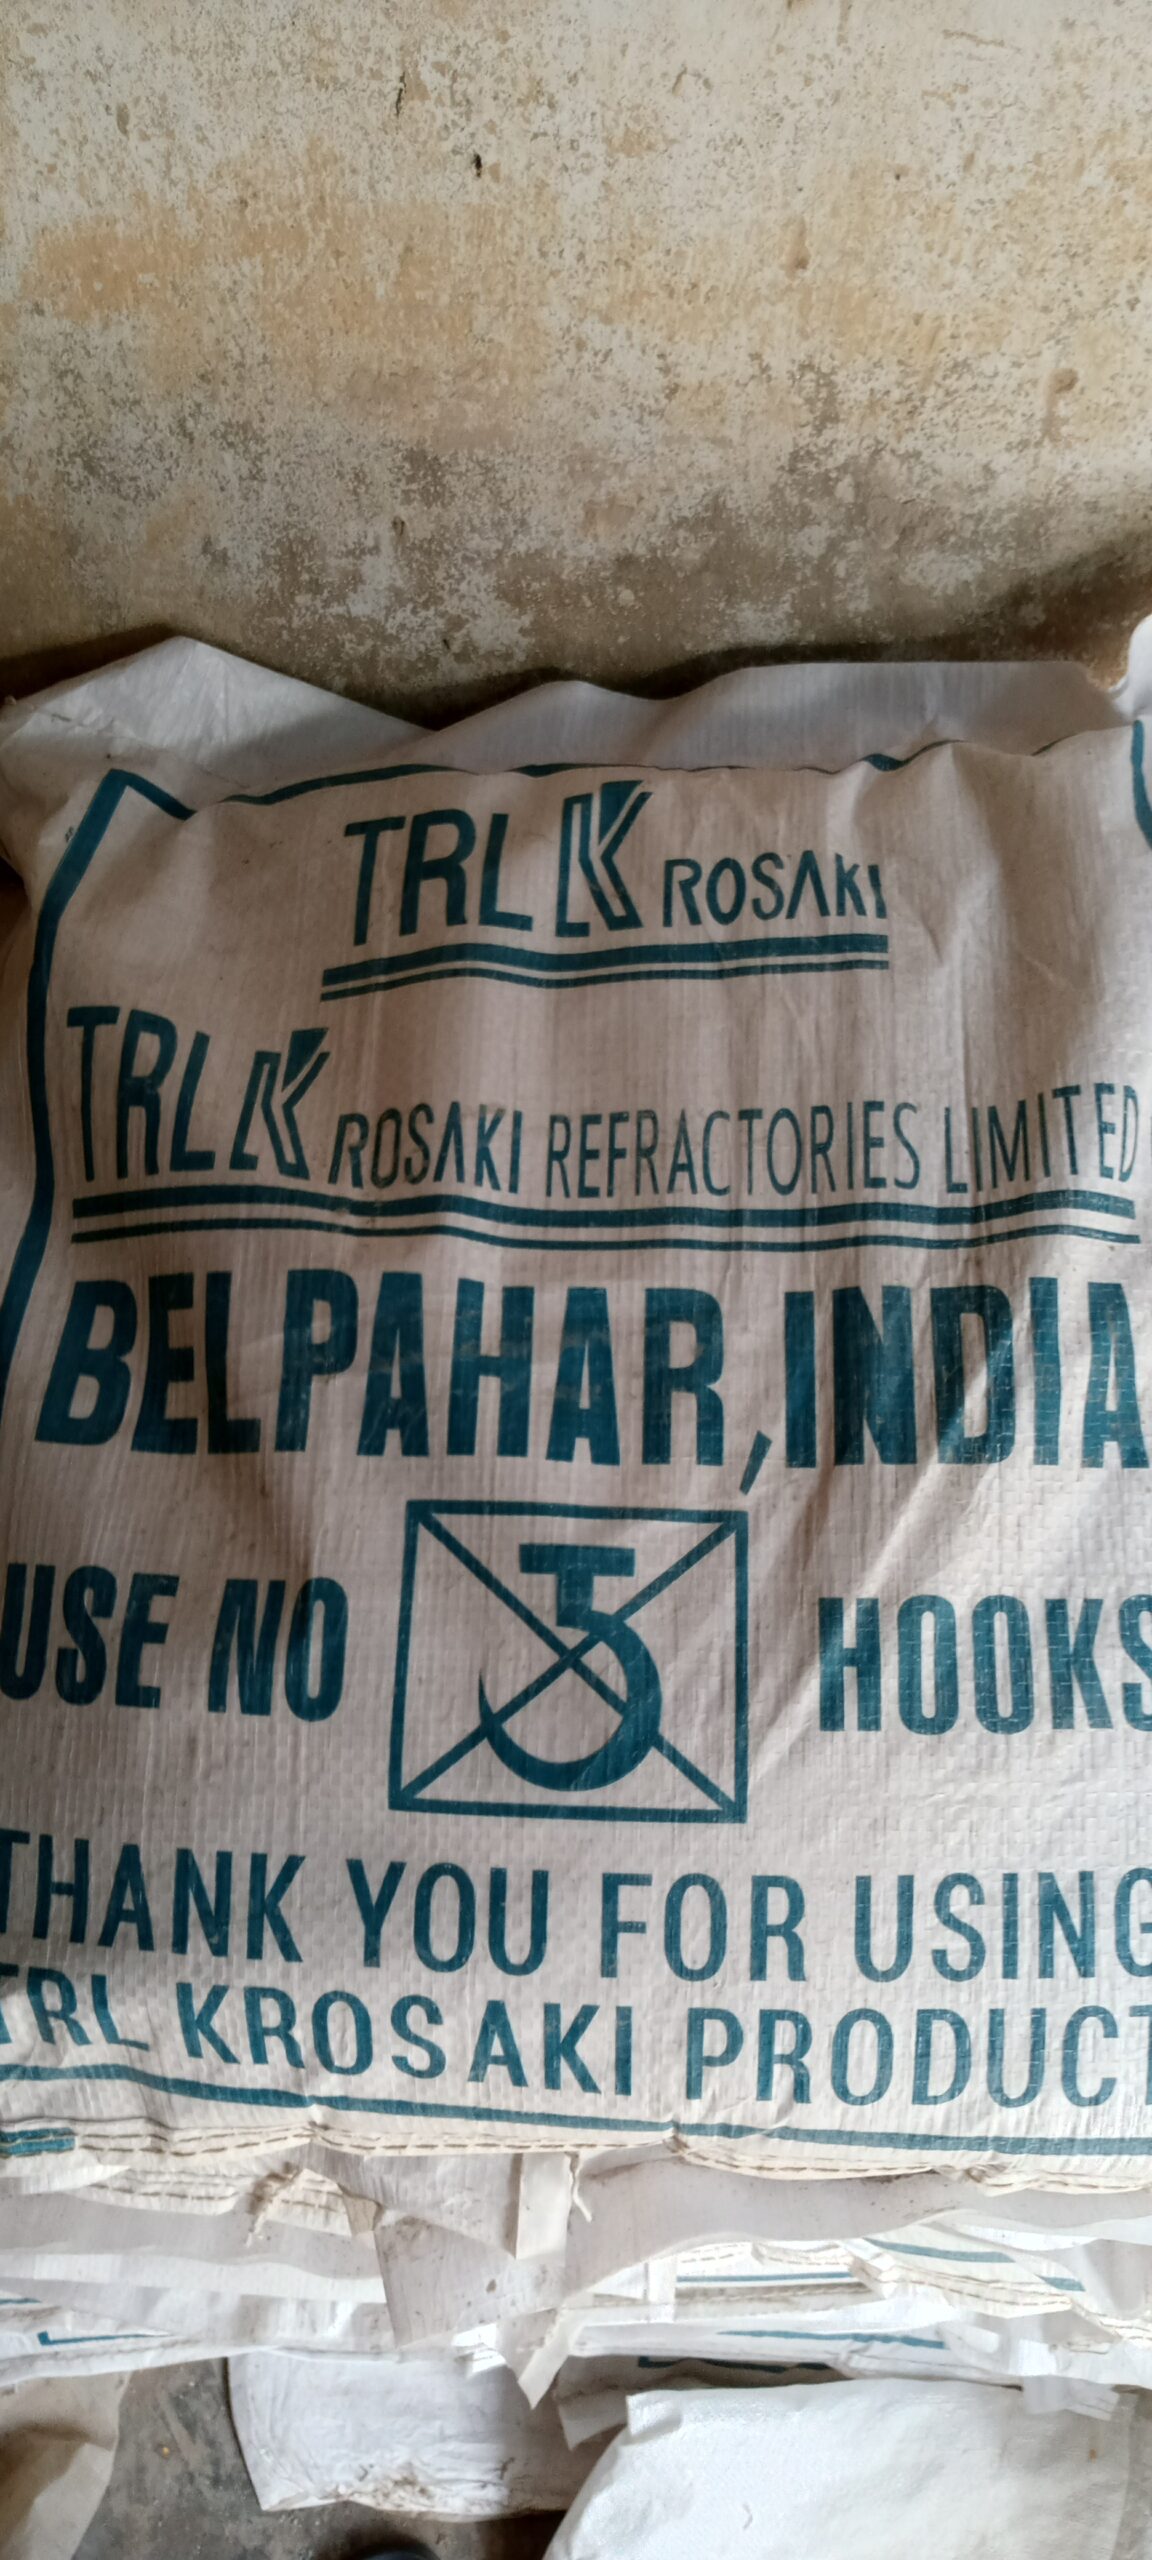 TRL KROSAKI
TRL KROSAKI REFRACTORIES LIMITED
BELPAHAR, INDIA
USE NO HOOKS
THANK YOU FOR USING
TRL KROSAKI PRODUCT